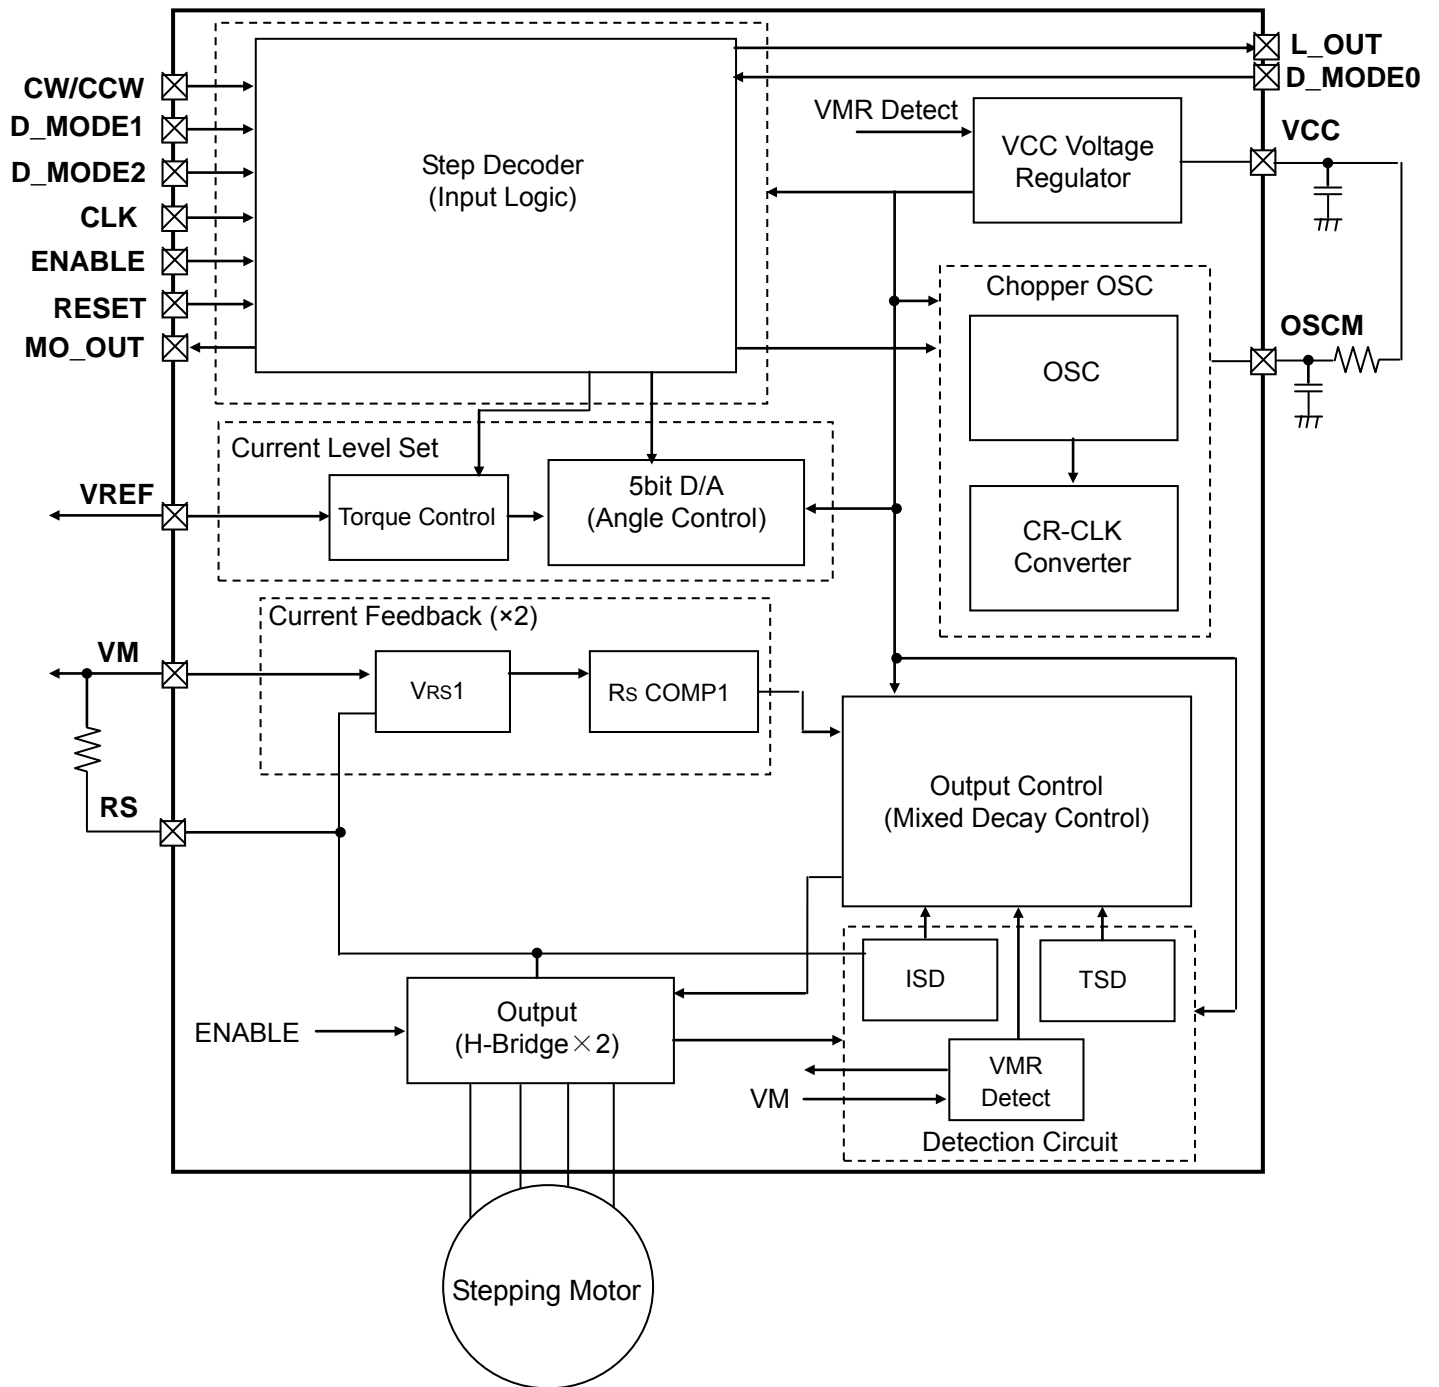 L_OUT
CW/CCW
D_MODE0
D_MODE1
VMR Detect
VCC
VCC Voltage
Regulator
Step Decoder
(Input Logic)
D_MODE2
CLK
ENABLE
RESET
MO_OUT
Chopper OSC
OSCM
OSC
Current Level Set
VREF
Torque Control
5bit D/A
(Angle Control)
CR-CLK
Converter
Current Feedback (×2)
VM
VRS1
RS COMP1
RS
Output Control
(Mixed Decay Control)
ISD
TSD
ENABLE
Output
(H-Bridge×2)
VM
VMR
Detect
Detection Circuit
Stepping Motor